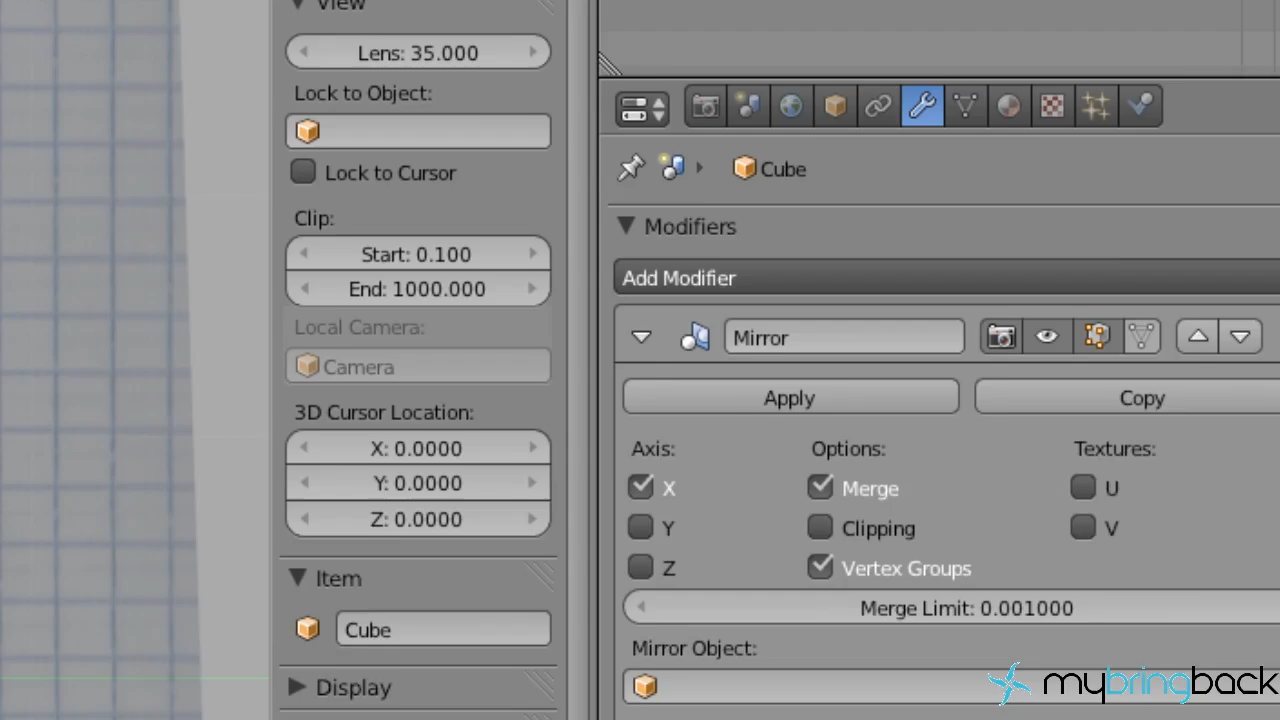 View
Lens: 35.000
Lock to Object:
Lock to Cursor
Clip:
Start: 0.100
End: 1000.000
Local Camera:
Camera
3D Cursor Location:
X: 0.0000
Y: 0.0000
Z: 0.0000
Item
Cube
Display
Cube
Modifiers
Add Modifier
Mirror
Apply
Copy
Axis:
Options:
Textures:
X
Merge
U
Y
Clipping
V
Z
Vertex Groups
Merge Limit: 0.001000
Mirror Object:
mybringback